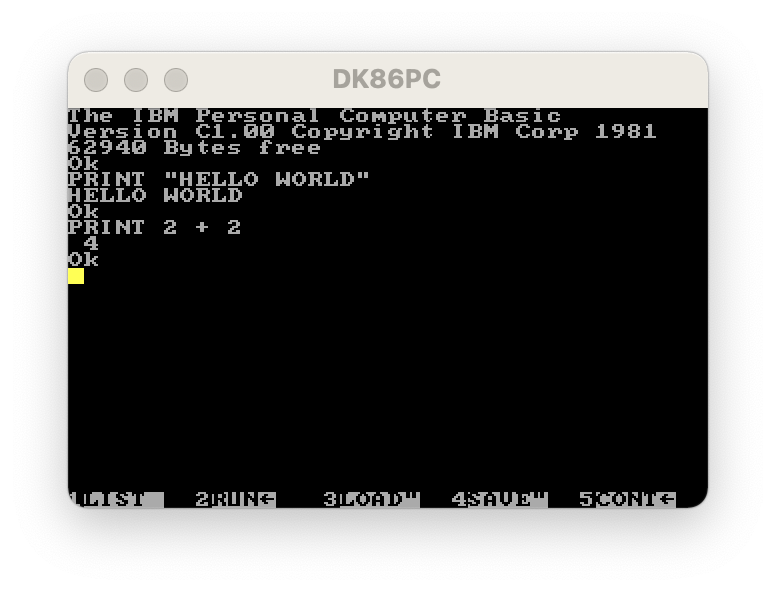 DK86PC
The IBM Personal Computer Basic
Version C1.00 Copyright IBM Corp 1981
62940 Bytes free
Ok
PRINT "HELLO WORLD"
HELLO WORLD
Ok
PRINT 2 + 2
 4
Ok
1LIST 2RUN← 3LOAD" 4SAVE" 5CONT←